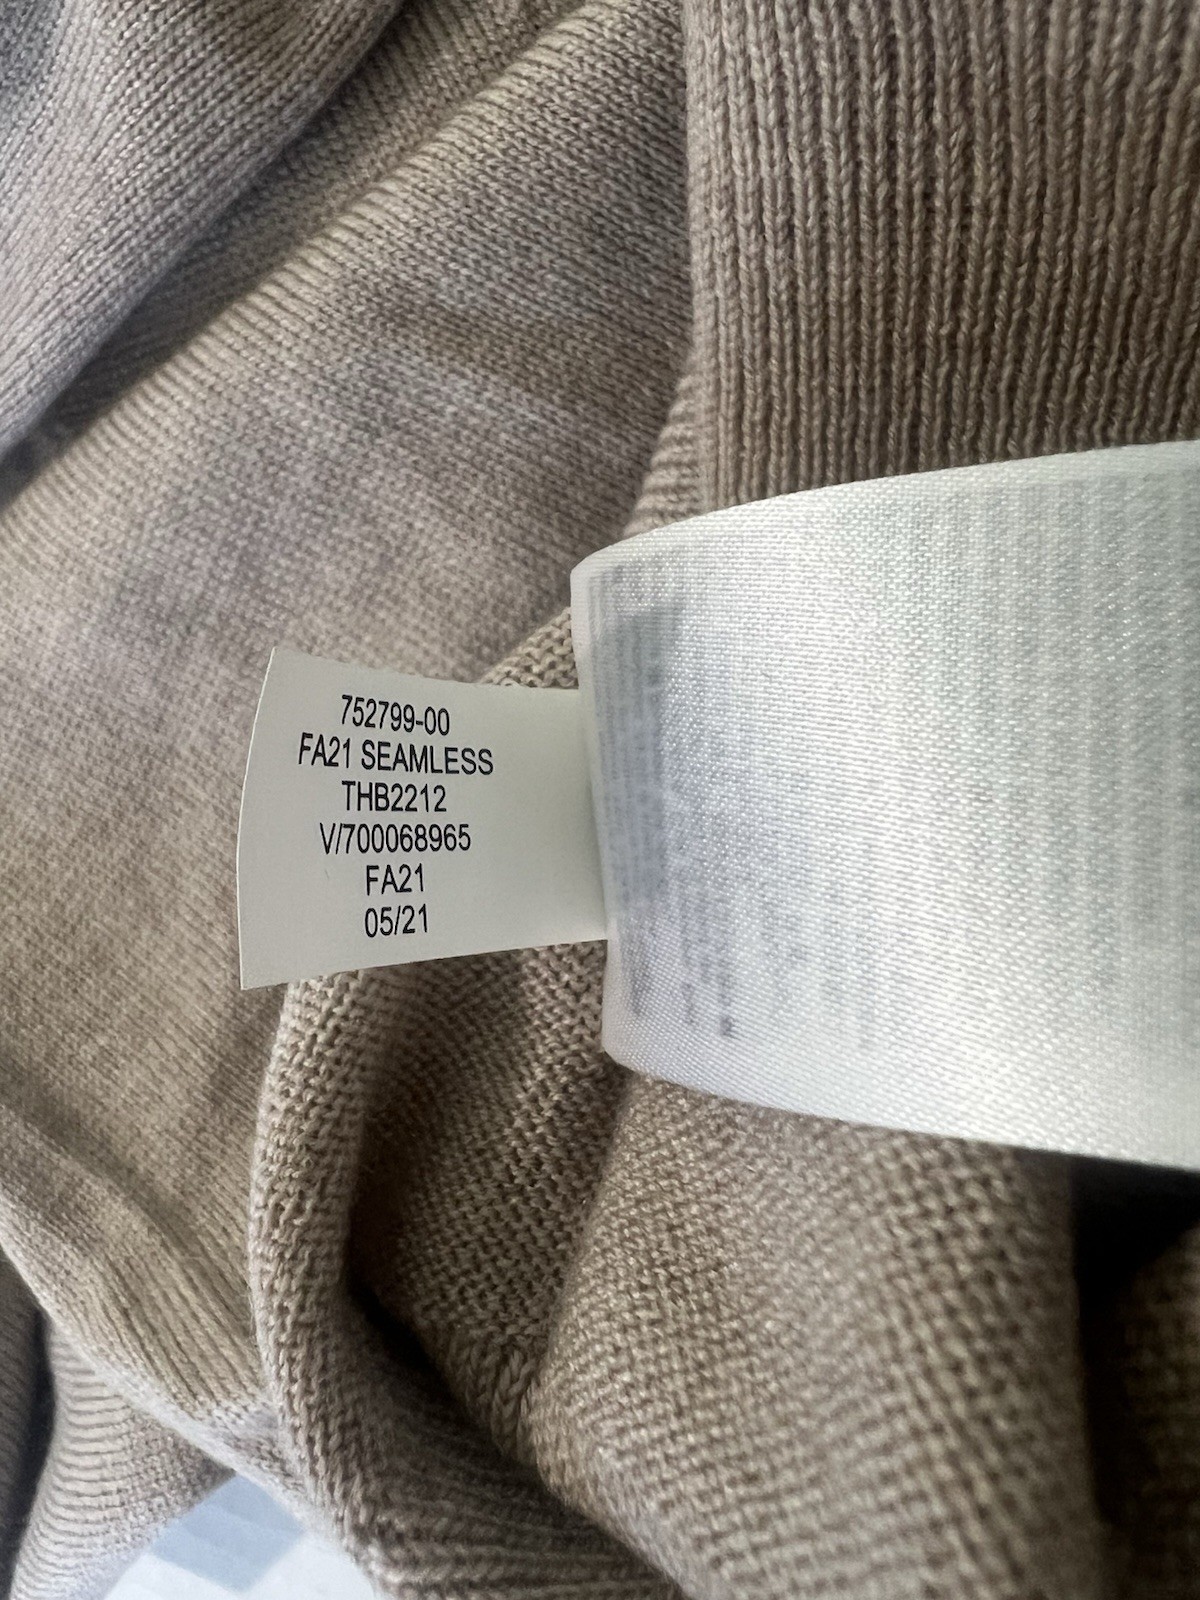 752799-00
FA21 SEAMLESS
THB2212
V/700068965
FA21
05/21